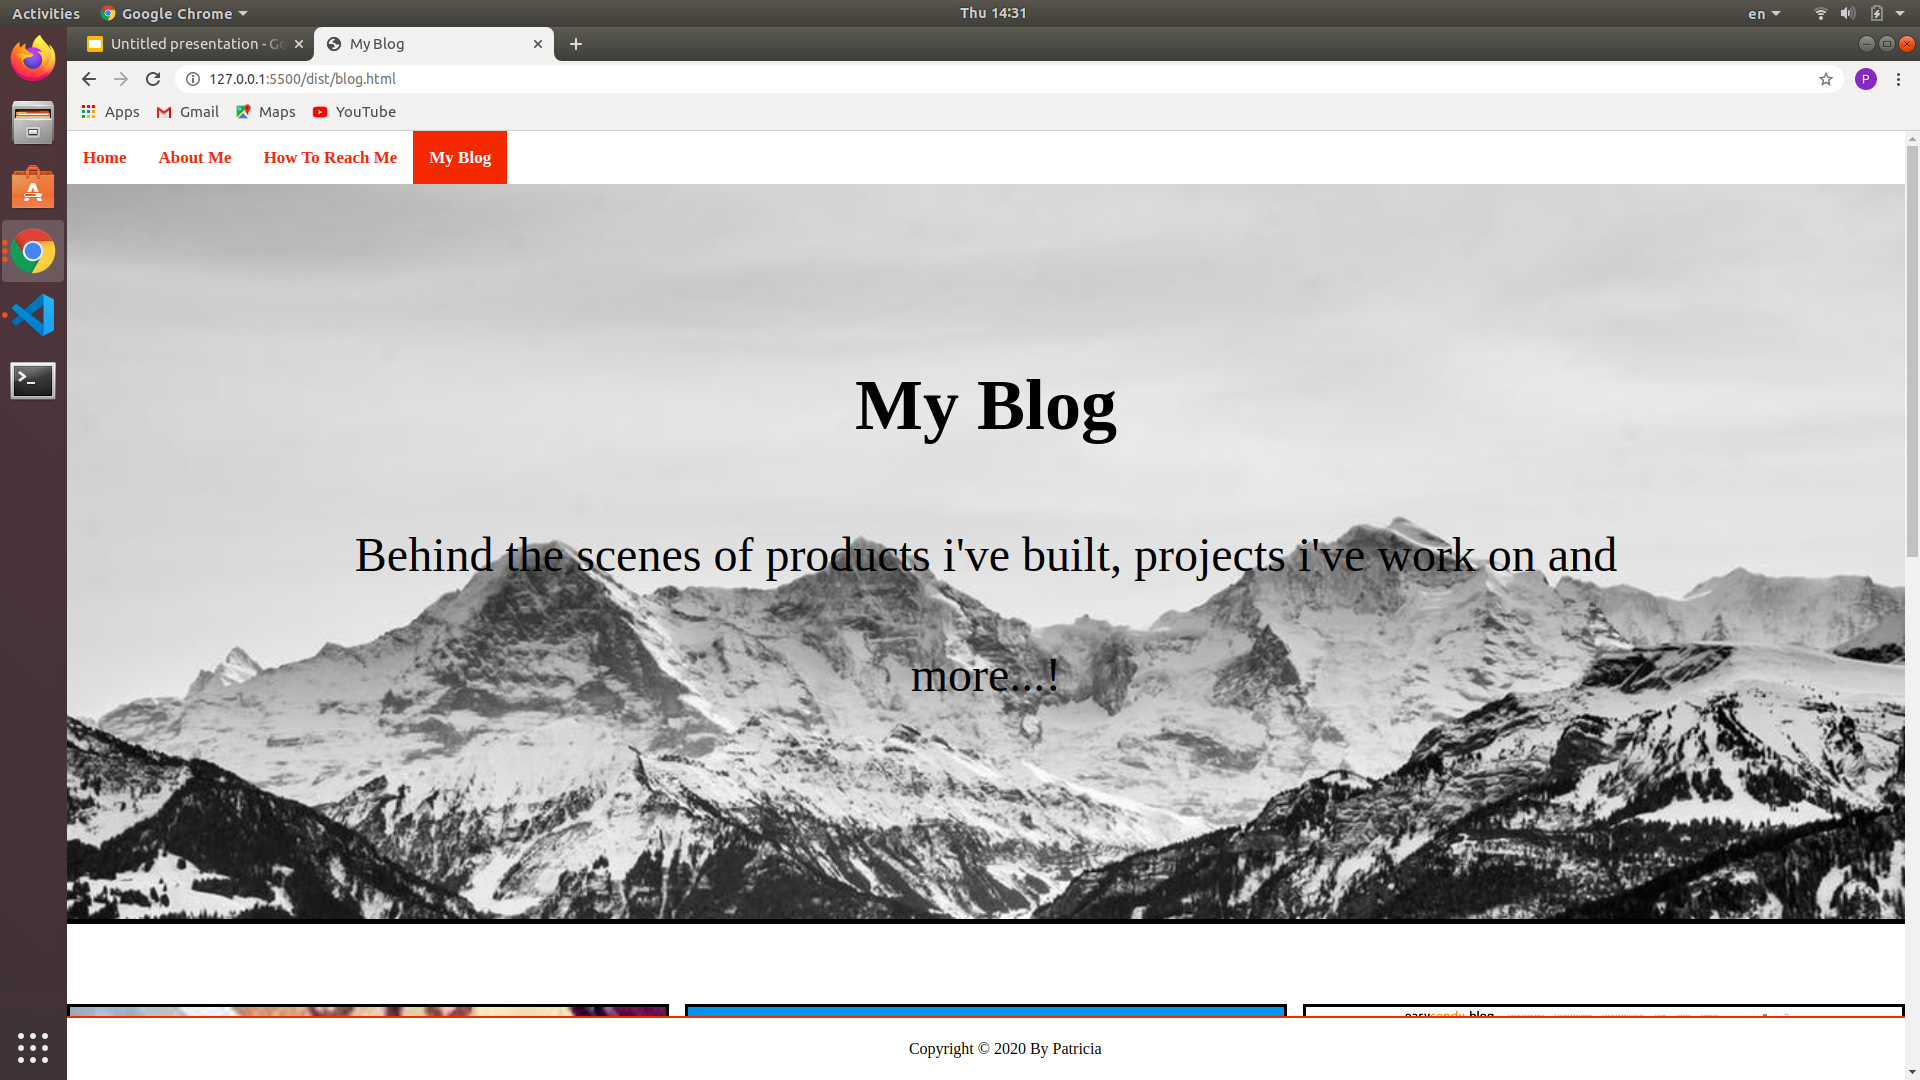 Activities Google Chrome Thu 14:31 en
Untitled presentation - Go My Blog
127.0.0.1:5500/dist/blog.html P
Apps Gmail Maps YouTube
Home About Me How To Reach Me My Blog
My Blog
Behind the scenes of products i've built, projects i've work on and
more...!
easysendy blog
Copyright © 2020 By Patricia